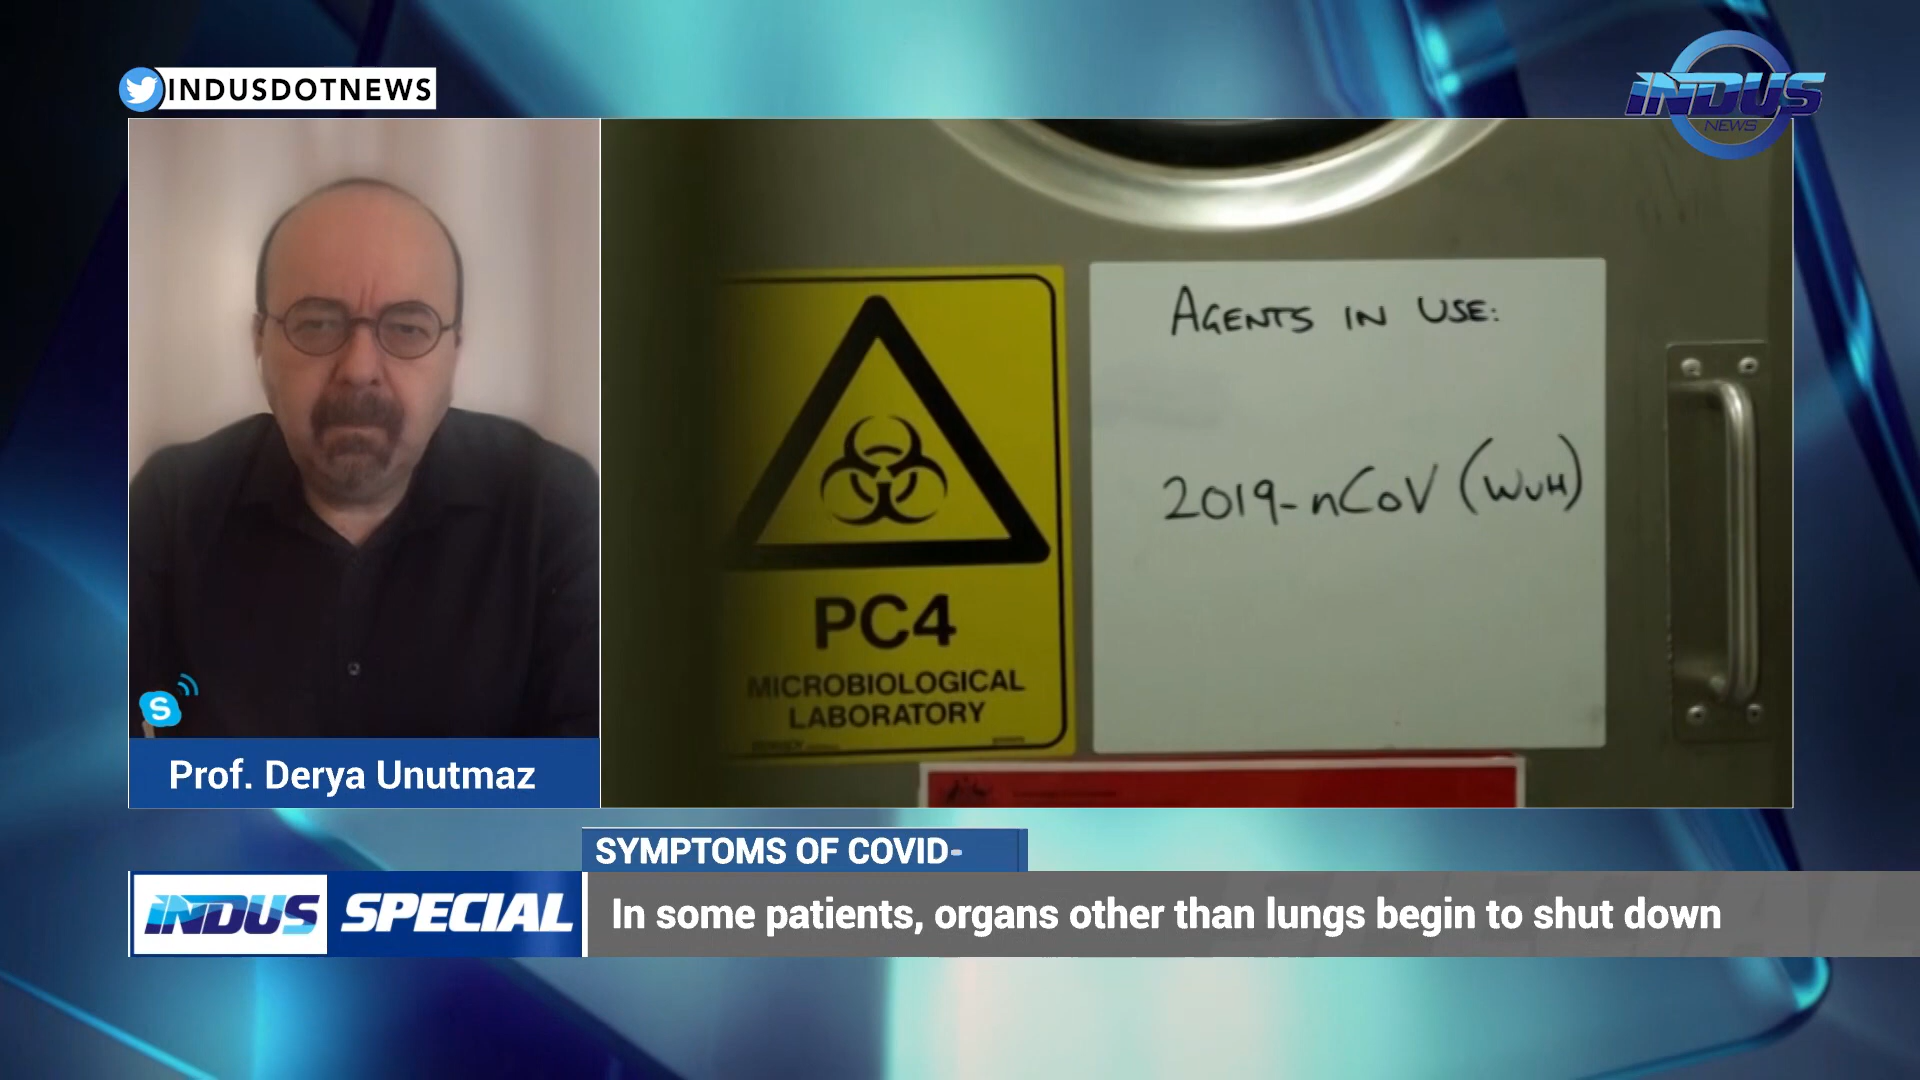 INDUSDOTNEWS
INDUS
NEWS
AGENTS IN USE:
2019-nCoV (WUH)
PC4
MICROBIOLOGICAL
LABORATORY
S
Prof. Derya Unutmaz
SYMPTOMS OF COVID-
INDUS SPECIAL
In some patients, organs other than lungs begin to shut down